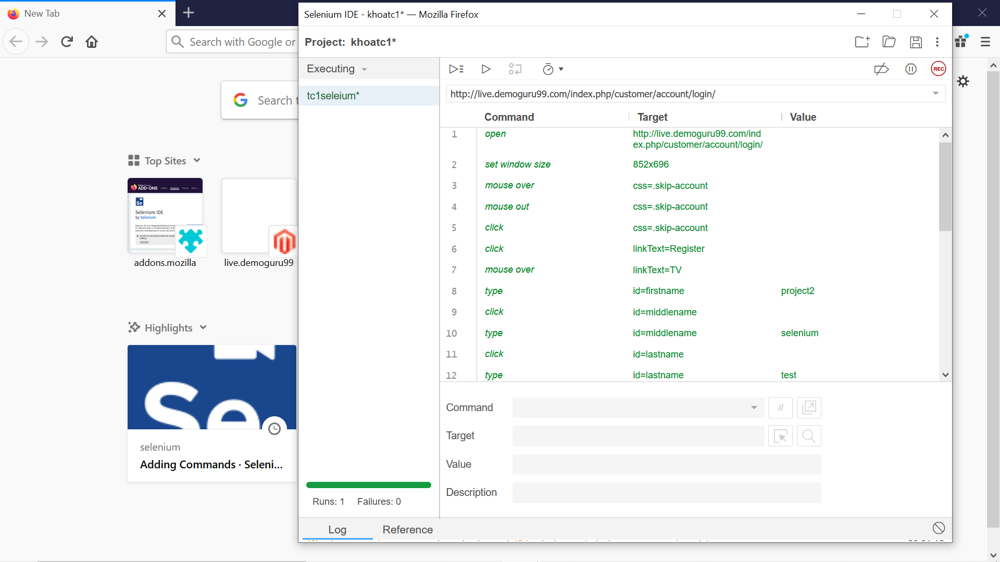 New Tab
Selenium IDE - khoatc1* — Mozilla Firefox
Search with Google or
Project: khoatc1*
Executing
REC
tc1seleium*
http://live.demoguru99.com/index.php/customer/account/login/
Search t
Command Target Value
1 open http://live.demoguru99.com/ind
ex.php/customer/account/login/
2 set window size 852x696
3 mouse over css=.skip-account
4 mouse out css=.skip-account
5 click css=.skip-account
6 click linkText=Register
7 mouse over linkText=TV
8 type id=firstname project2
9 click id=middlename
10 type id=middlename selenium
11 click id=lastname
12 type id=lastname test
Top Sites
ADD-ONS
Se
Selenium IDE
by Selenium
addons.mozilla
live.demoguru99
Highlights
Se
selenium
Adding Commands · Seleni...
Command
//
Target
Value
Description
Runs: 1 Failures: 0
Log Reference